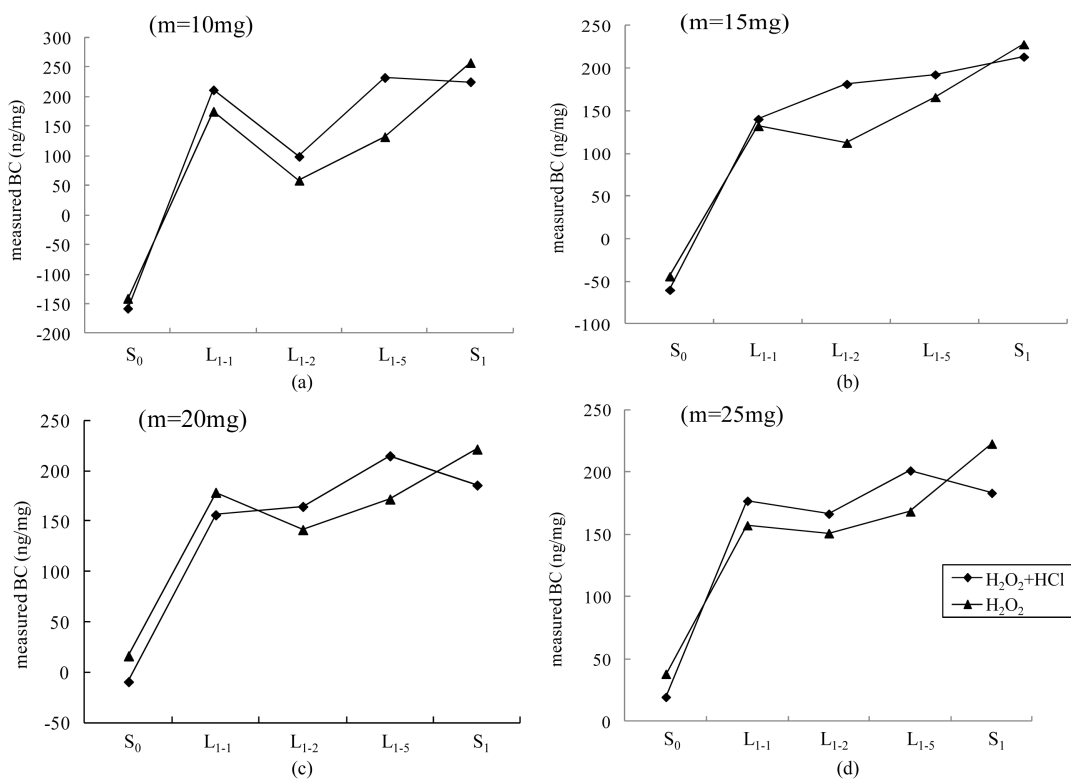 (m=10mg)
measured BC (ng/mg)
300
250
200
150
100
50
0
-50
-100
-150
-200
S₀ L₁₋₁ L₁₋₂ L₁₋₅ S₁
(a)
(m=15mg)
measured BC (ng/mg)
250
200
150
100
50
0
-50
-100
S₀ L₁₋₁ L₁₋₂ L₁₋₅ S₁
(b)
(m=20mg)
measured BC (ng/mg)
250
200
150
100
50
0
-50
S₀ L₁₋₁ L₁₋₂ L₁₋₅ S₁
(c)
(m=25mg)
measured BC (ng/mg)
250
200
150
100
50
0
H₂O₂+HCl
H₂O₂
S₀ L₁₋₁ L₁₋₂ L₁₋₅ S₁
(d)